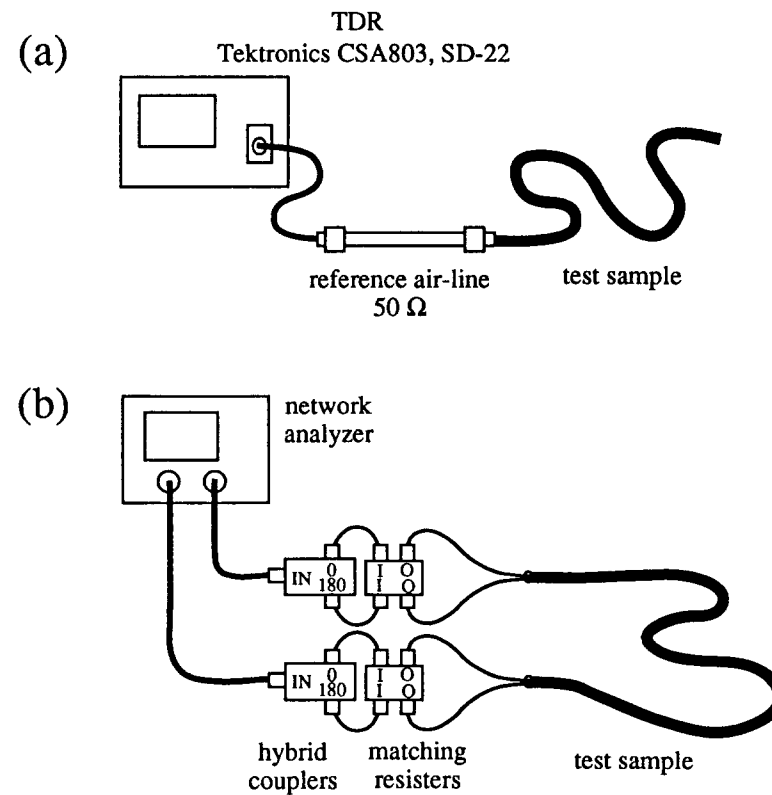 (a)
TDR
Tektronics CSA803, SD-22
reference air-line
50 Ω
test sample
(b)
network
analyzer
IN 0
180
I O
I O
IN 0
180
I O
I O
hybrid
couplers
matching
resisters
test sample